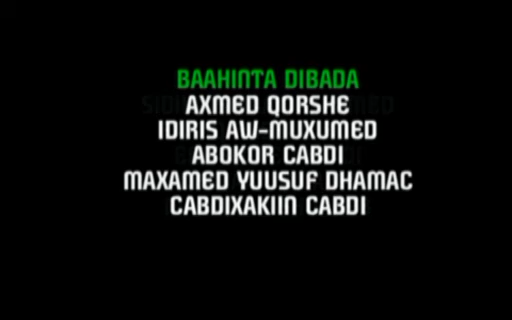 BAAHINTA DIBADA
AXMED QORSHE
IDIRIS AW-MUXUMED
ABOKOR CABDI
MAXAMED YUUSUF DHAMAC
CABDIXAKIIN CABDI